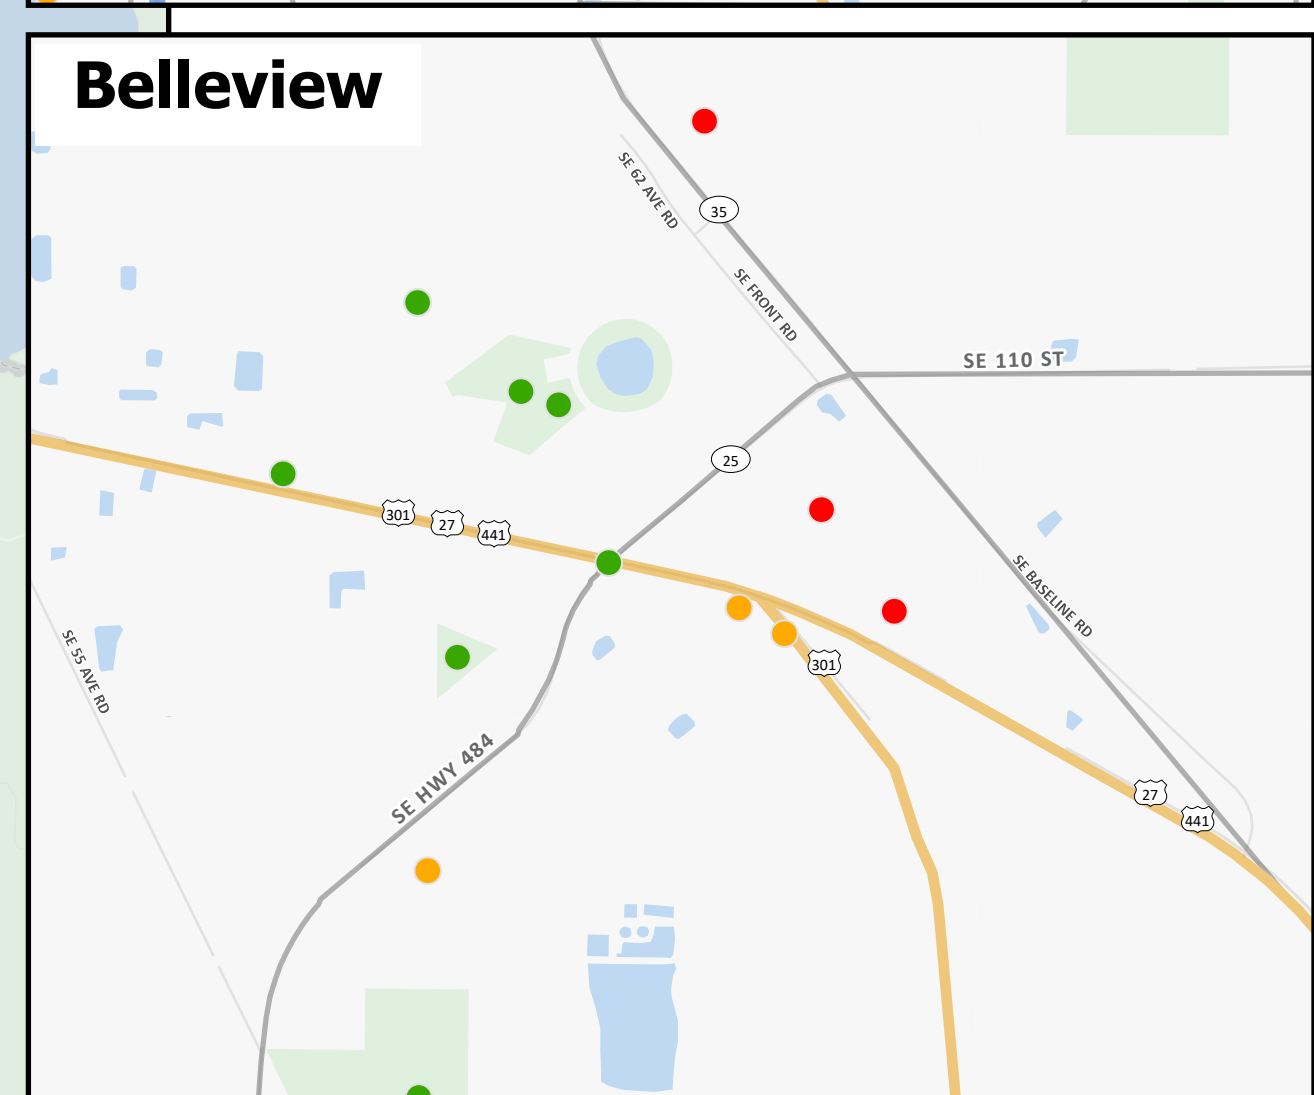 Belleview
SE 62 AVE RD
35
SE FRONT RD
SE 110 ST
25
301
27
441
SE BASELINE RD
SE 55 AVE RD
301
SE HWY 484
27
441